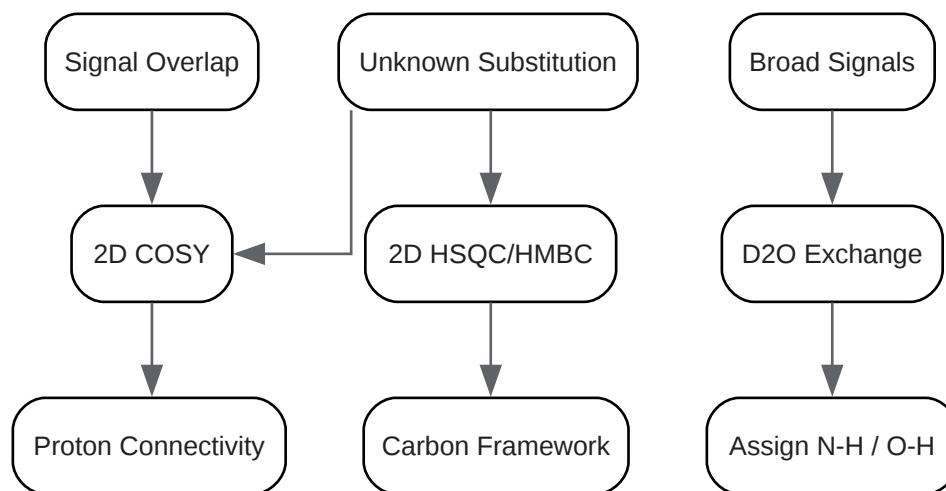 Signal Overlap
Unknown Substitution
Broad Signals
2D COSY
2D HSQC/HMBC
D2O Exchange
Proton Connectivity
Carbon Framework
Assign N-H / O-H